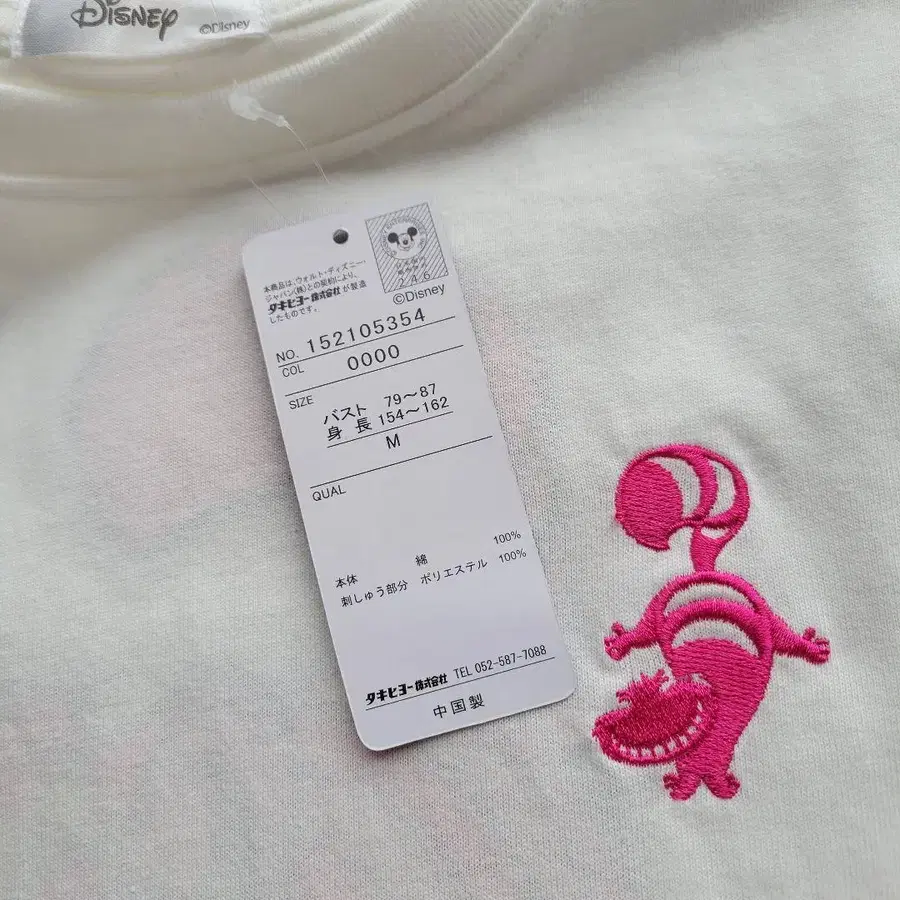 Disney
©Disney
本商品は、ウォルト・ディズニー・
ジャパン(株)との契約により、
タキヒヨー株式会社が製造
したものです。
246
©Disney
NO. 152105354
COL 0000
SIZE
バスト 79〜87
身長 154〜162
M
QUAL
本体 綿 100%
刺しゅう部分 ポリエステル 100%
タキヒヨー株式会社 TEL 052-587-7088
中国製